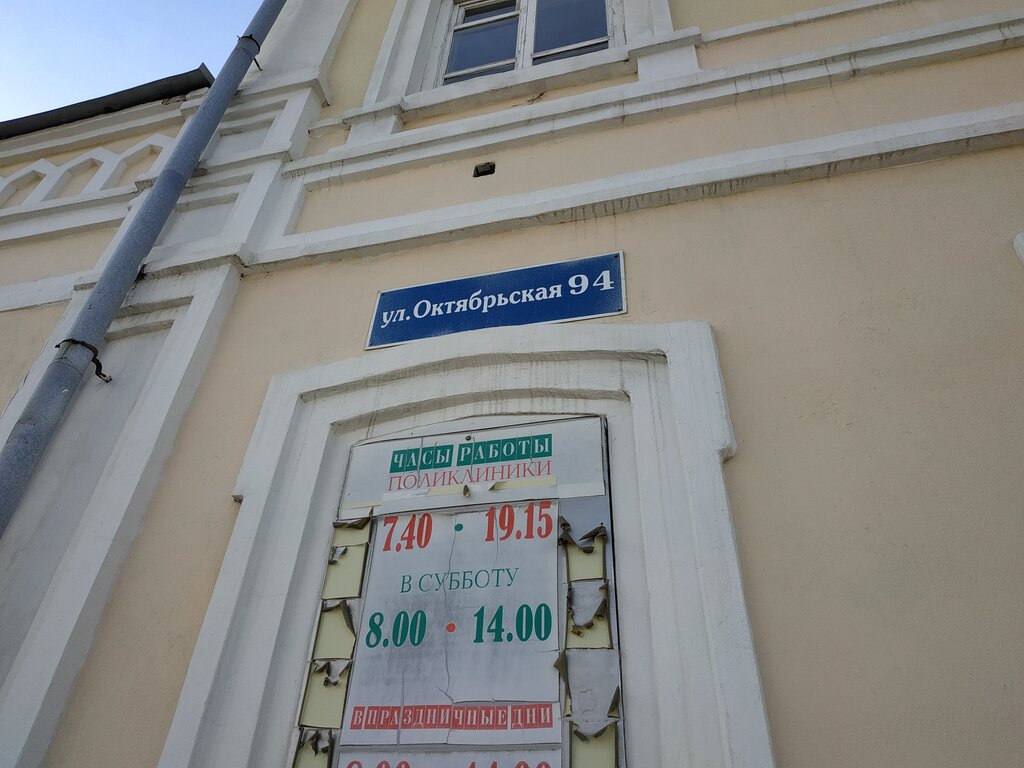 ул. Октябрьская 94
ЧАСЫ РАБОТЫ
ПОЛИКЛИНИКИ
7.40 • 19.15
В СУББОТУ
8.00 • 14.00
В ПРАЗДНИЧНЫЕ ДНИ